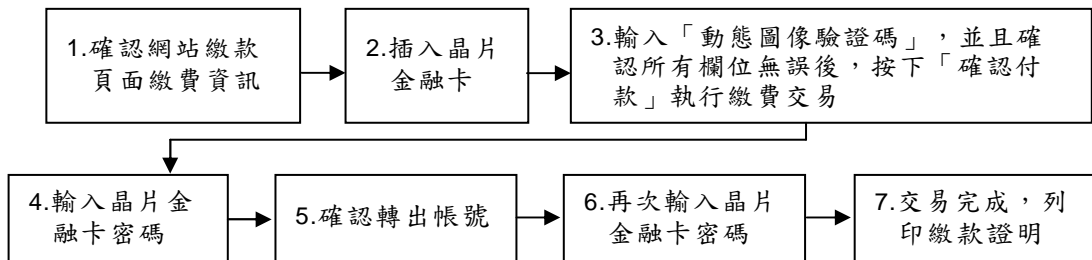 1.確認網站繳款
頁面繳費資訊
2.插入晶片
金融卡
3.輸入「動態圖像驗證碼」，並且確
認所有欄位無誤後，按下「確認付
款」執行繳費交易
4.輸入晶片金
融卡密碼
5.確認轉出帳號
6.再次輸入晶片
金融卡密碼
7.交易完成，列
印繳款證明